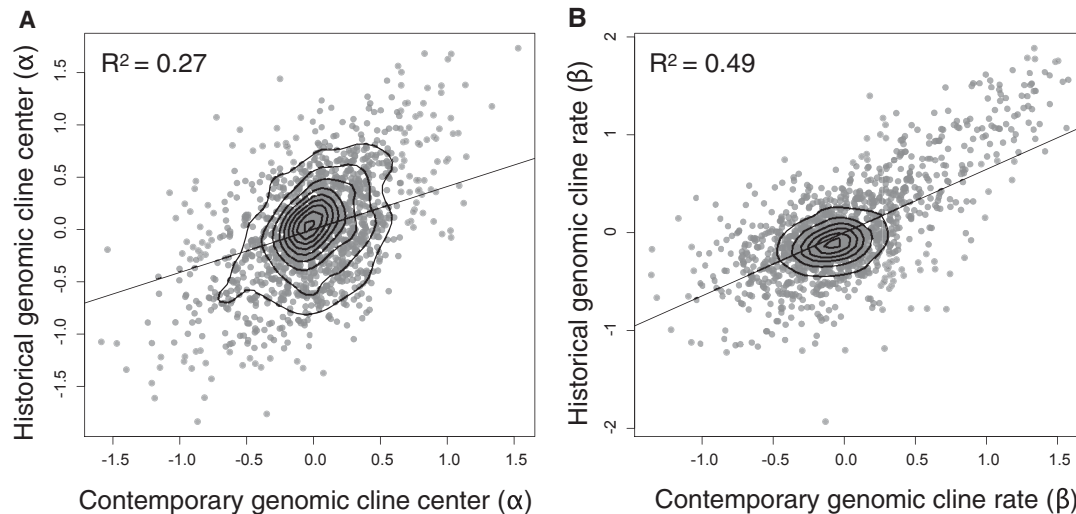 A
R² = 0.27
Historical genomic cline center (α)
1.5
1.0
0.5
0.0
-0.5
-1.0
-1.5
-1.5 -1.0 -0.5 0.0 0.5 1.0 1.5
Contemporary genomic cline center (α)
B
R² = 0.49
Historical genomic cline rate (β)
2
1
0
-1
-2
-1.0 -0.5 0.0 0.5 1.0 1.5
Contemporary genomic cline rate (β)